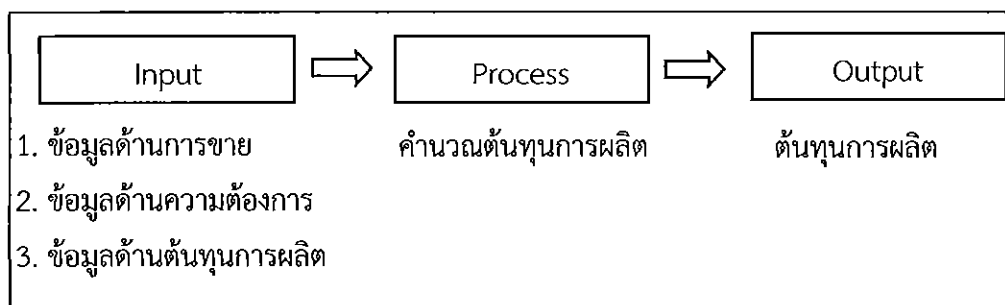 Input Process Output
1. ข้อมูลด้านการขาย คำนวณต้นทุนการผลิต ต้นทุนการผลิต
2. ข้อมูลด้านความต้องการ
3. ข้อมูลด้านต้นทุนการผลิต